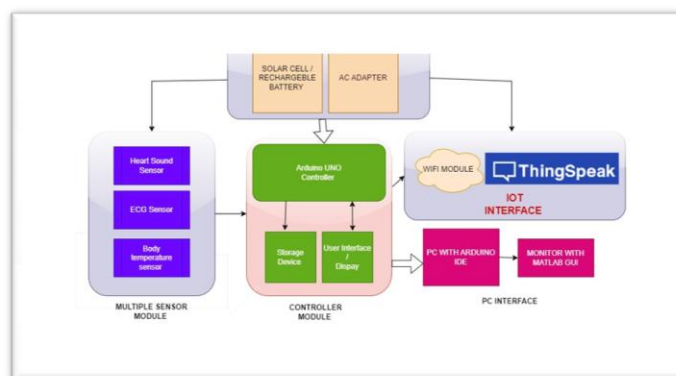 SOLAR CELL /
RECHARGEBLE
BATTERY
AC ADAPTER
Heart Sound
Sensor
ECG Sensor
Body
temperature
sensor
MULTIPLE SENSOR
MODULE
Arduino UNO
Controller
Storage
Device
User Interface
/
Dispay
CONTROLLER
MODULE
WIFI MODULE
ThingSpeak
IOT
INTERFACE
PC WITH ARDUINO
IDE
MONITOR WITH
MATLAB GUI
PC INTERFACE